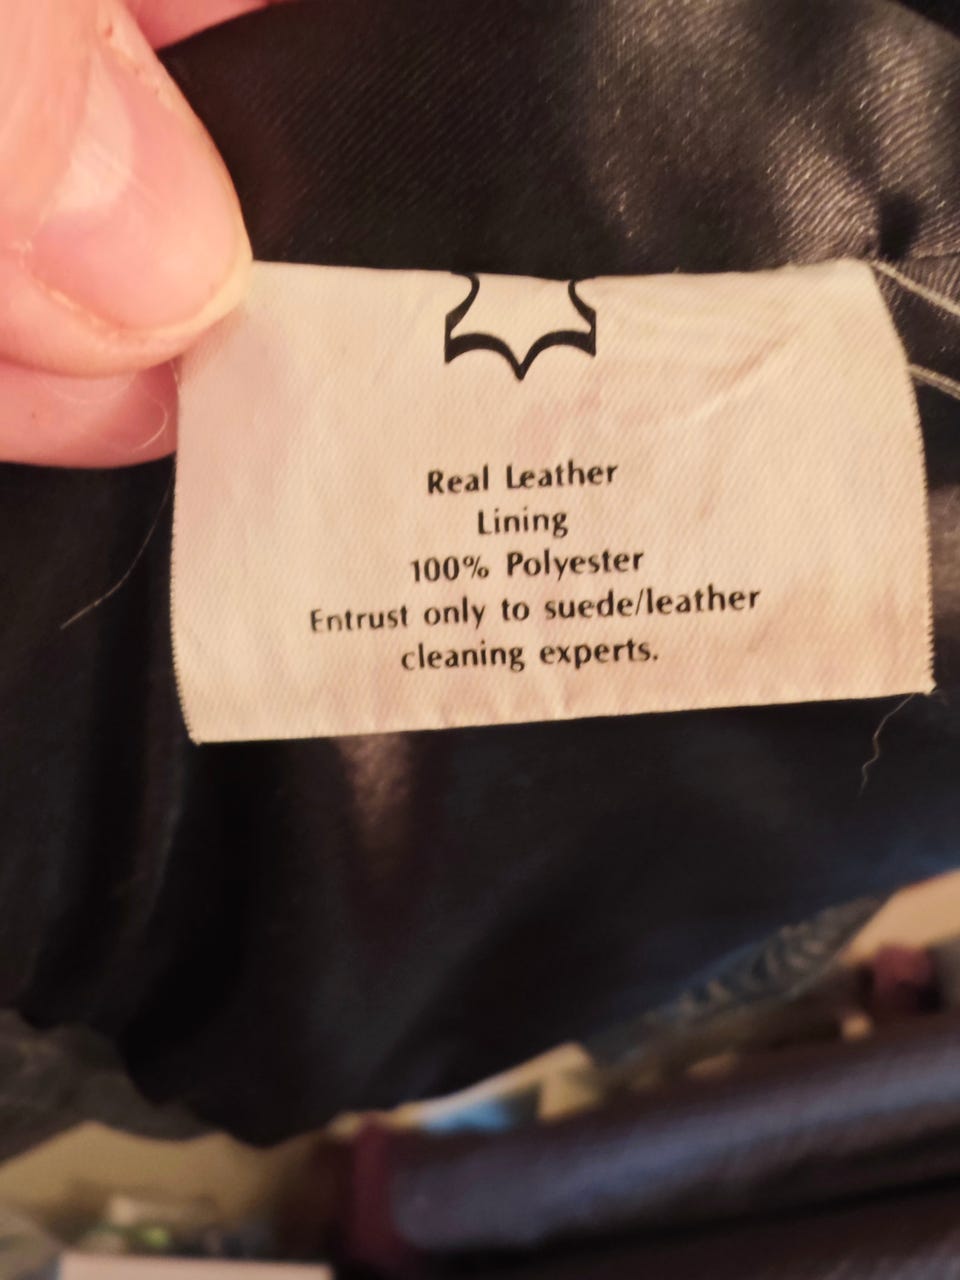 Real Leather
Lining
100% Polyester
Entrust only to suede/leather
cleaning experts.